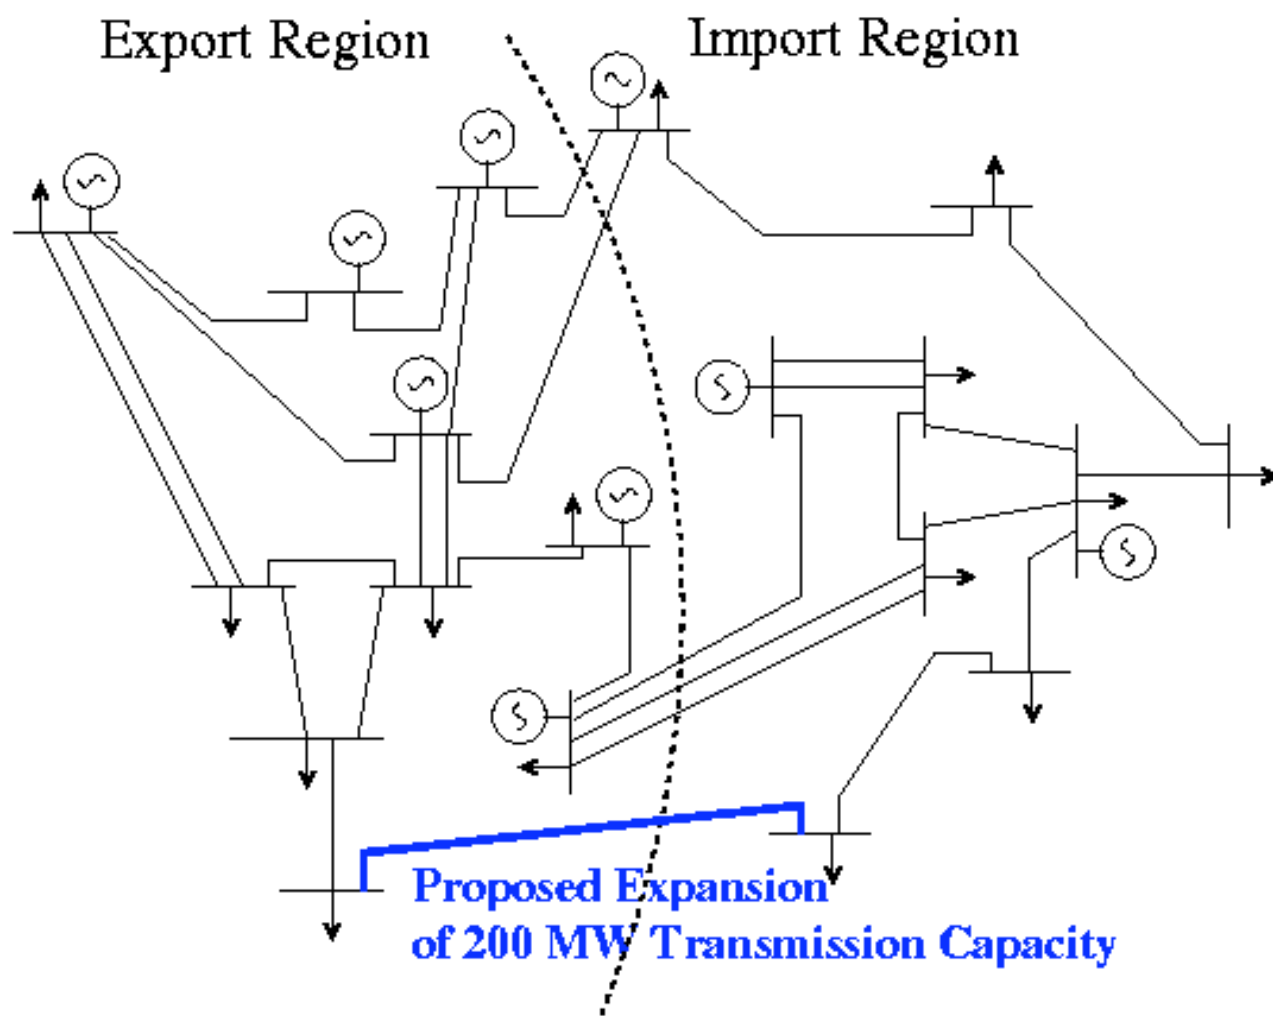 Export Region
Import Region
Proposed Expansion
of 200 MW Transmission Capacity